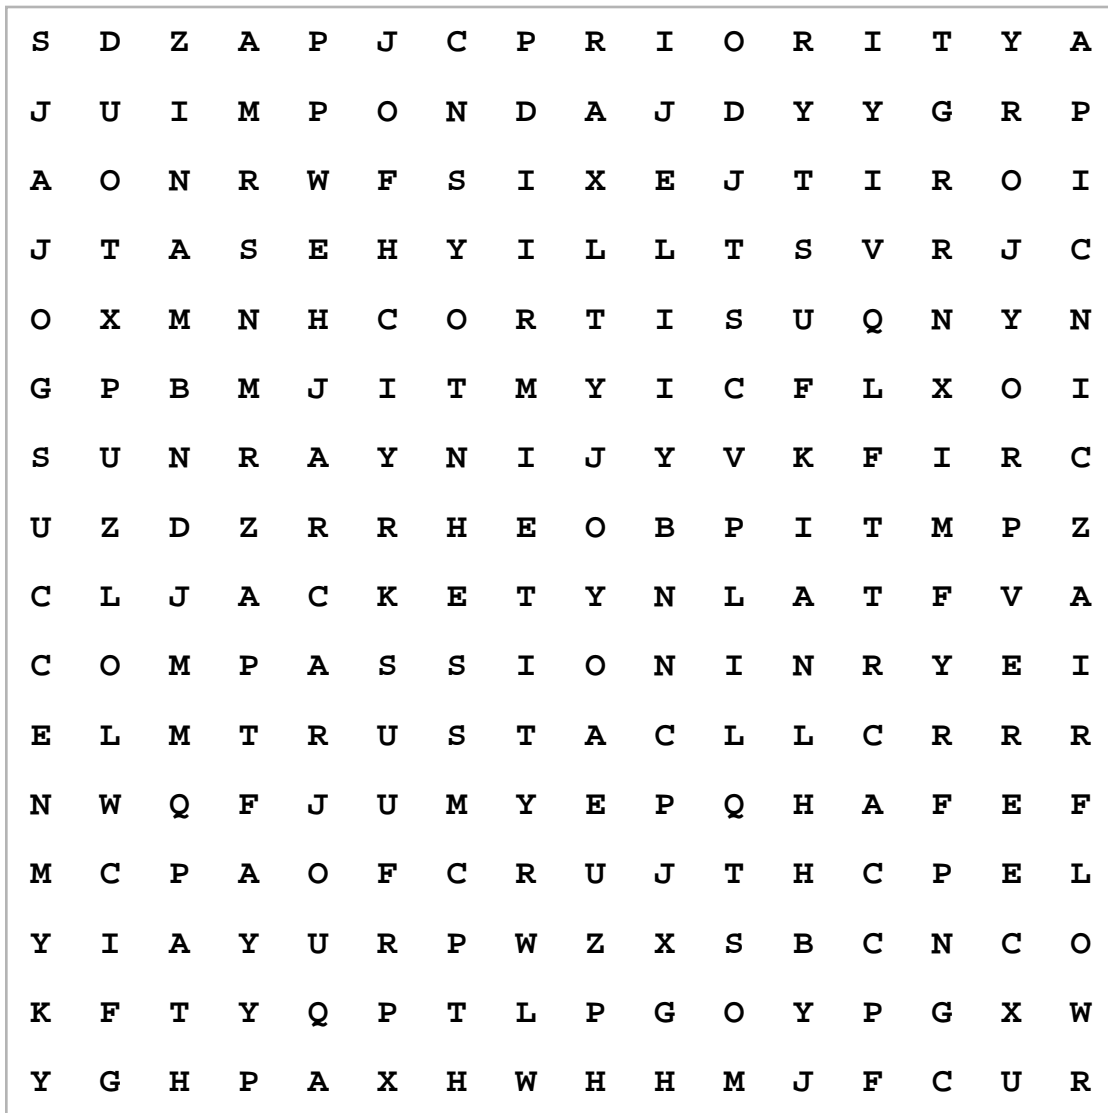 S D Z A P J C P R I O R I T Y A
J U I M P O N D A J D Y Y G R P
A O N R W F S I X E J T I R O I
J T A S E H Y I L L T S V R J C
O X M N H C O R T I S U Q N Y N
G P B M J I T M Y I C F L X O I
S U N R A Y N I J Y V K F I R C
U Z D Z R R H E O B P I T M P Z
C L J A C K E T Y N L A T F V A
C O M P A S S I O N I N R Y E I
E L M T R U S T A C L L C R R R
N W Q F J U M Y E P Q H A F E F
M C P A O F C R U J T H C P E L
Y I A Y U R P W Z X S B C N C O
K F T Y Q P T L P G O Y P G X W
Y G H P A X H W H H M J F C U R